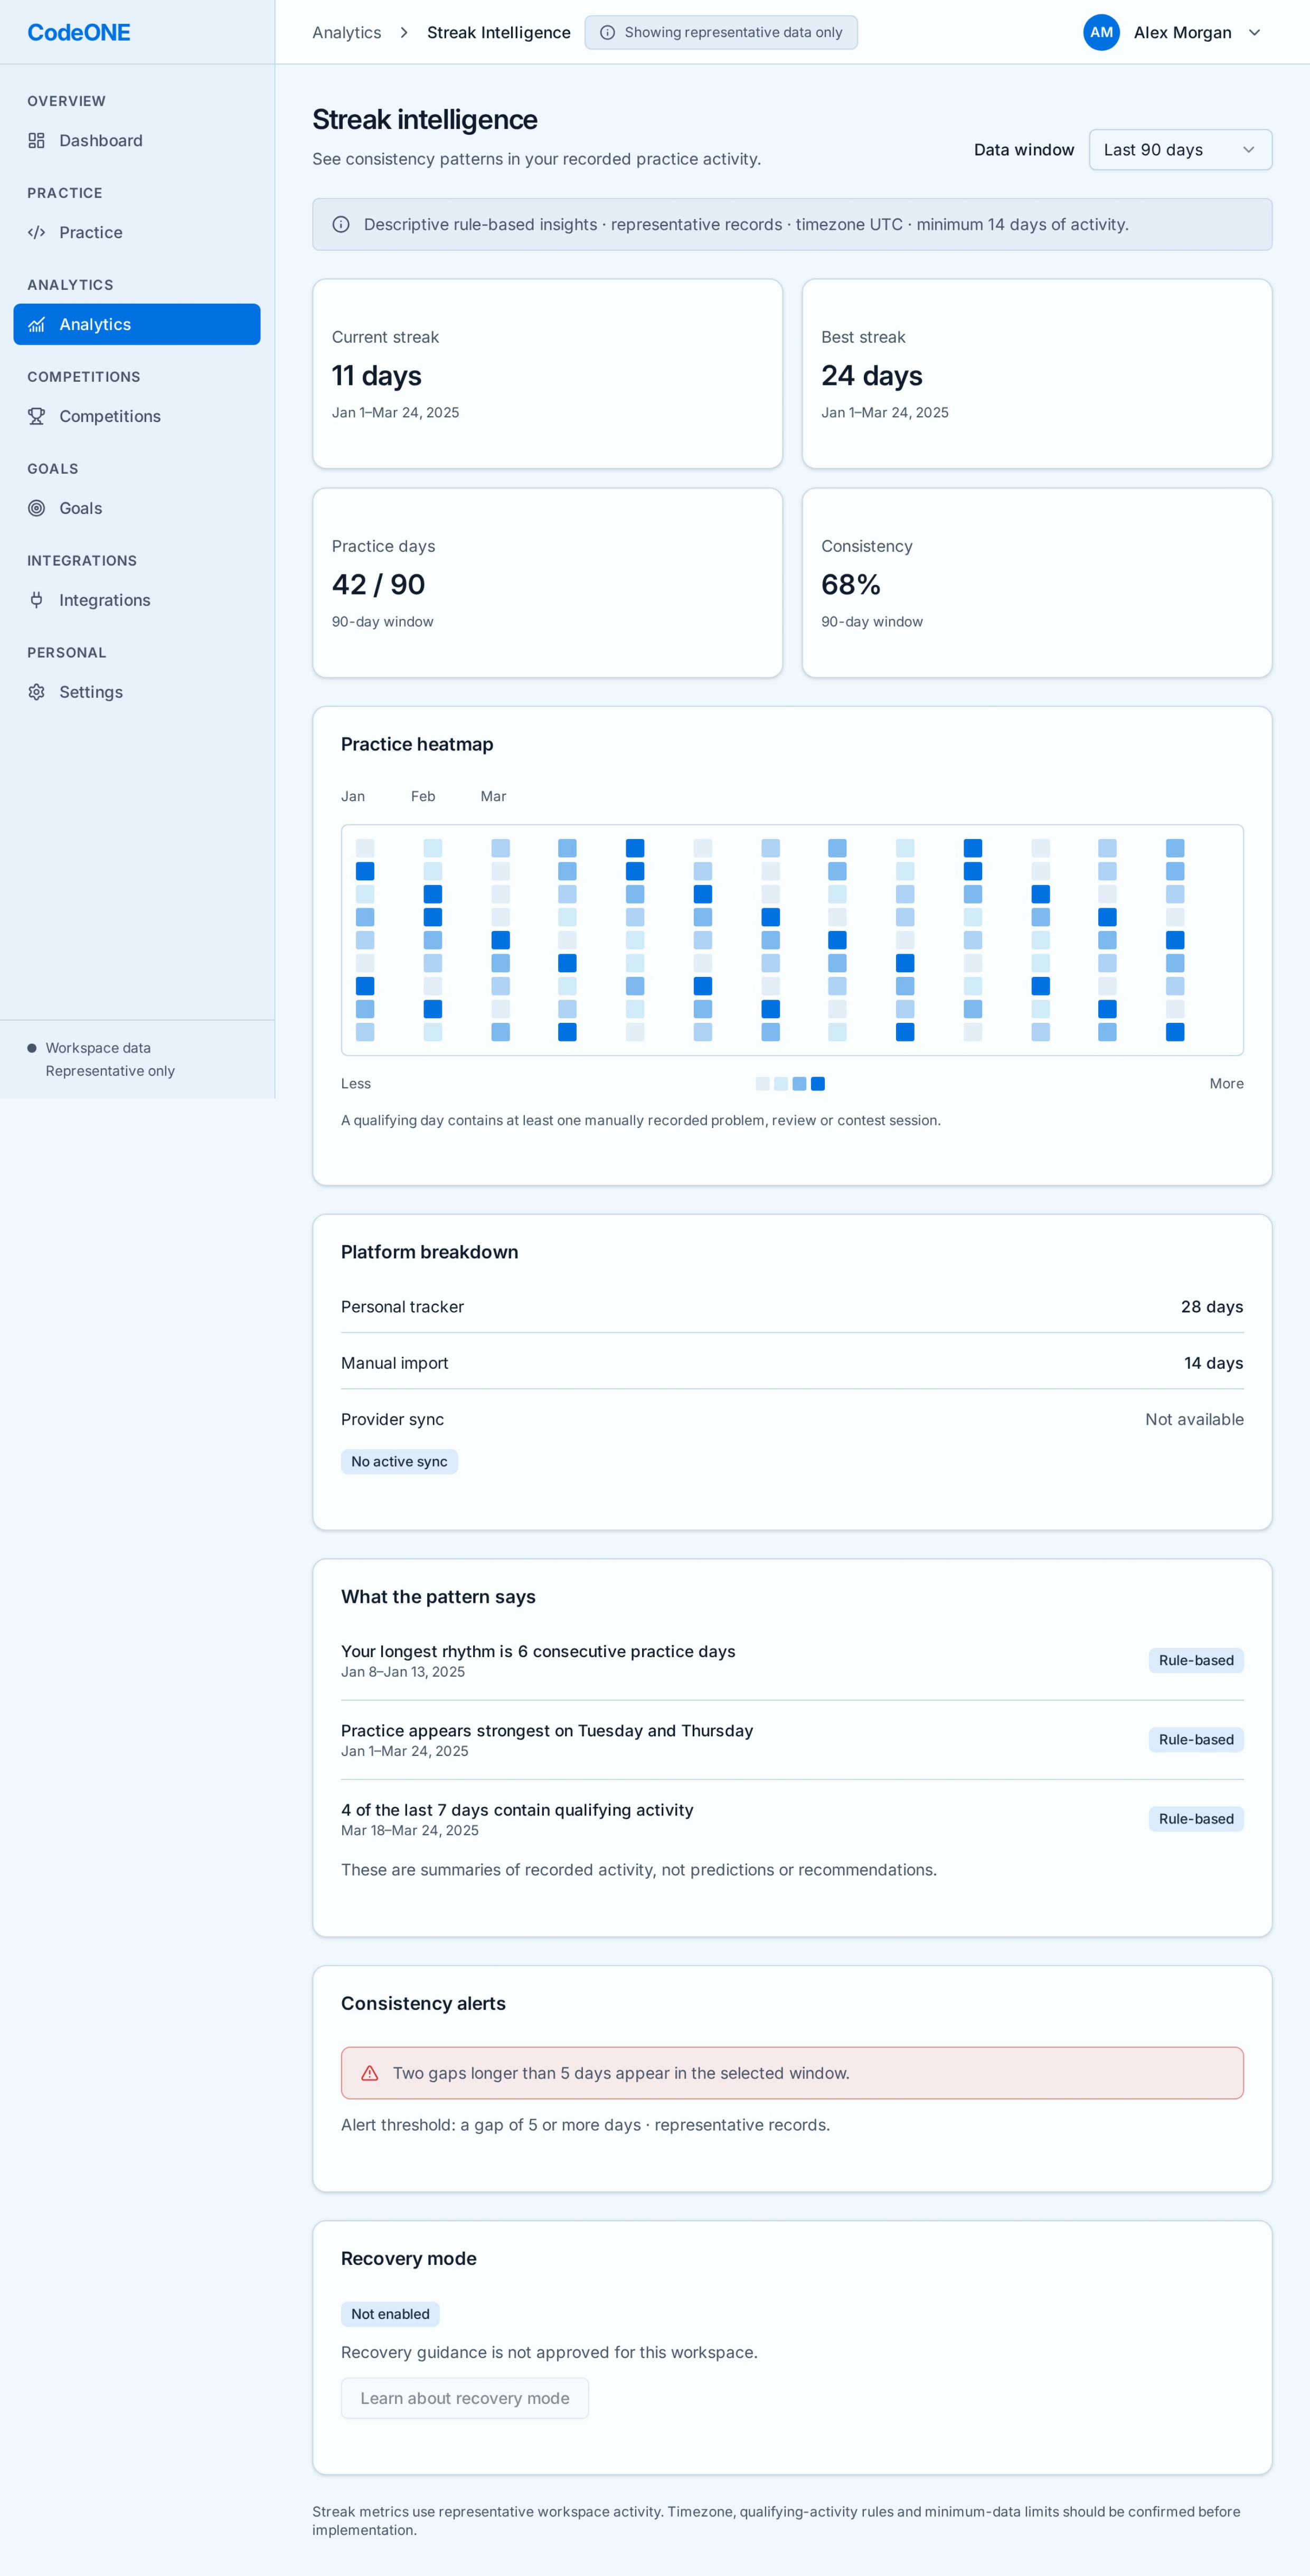 CodeONE
Analytics
Streak Intelligence
Showing representative data only
AM
Alex Morgan
OVERVIEW
Dashboard
PRACTICE
Practice
ANALYTICS
Analytics
COMPETITIONS
Competitions
GOALS
Goals
INTEGRATIONS
Integrations
PERSONAL
Settings
Workspace data
Representative only
Streak intelligence
See consistency patterns in your recorded practice activity.
Data window
Last 90 days
Descriptive rule-based insights · representative records · timezone UTC · minimum 14 days of activity.
Current streak
11 days
Jan 1–Mar 24, 2025
Best streak
24 days
Jan 1–Mar 24, 2025
Practice days
42 / 90
90-day window
Consistency
68%
90-day window
Practice heatmap
Jan Feb Mar
Less
More
A qualifying day contains at least one manually recorded problem, review or contest session.
Platform breakdown
Personal tracker
28 days
Manual import
14 days
Provider sync
Not available
No active sync
What the pattern says
Your longest rhythm is 6 consecutive practice days
Jan 8–Jan 13, 2025
Rule-based
Practice appears strongest on Tuesday and Thursday
Jan 1–Mar 24, 2025
Rule-based
4 of the last 7 days contain qualifying activity
Mar 18–Mar 24, 2025
Rule-based
These are summaries of recorded activity, not predictions or recommendations.
Consistency alerts
Two gaps longer than 5 days appear in the selected window.
Alert threshold: a gap of 5 or more days · representative records.
Recovery mode
Not enabled
Recovery guidance is not approved for this workspace.
Learn about recovery mode
Streak metrics use representative workspace activity. Timezone, qualifying-activity rules and minimum-data limits should be confirmed before
implementation.